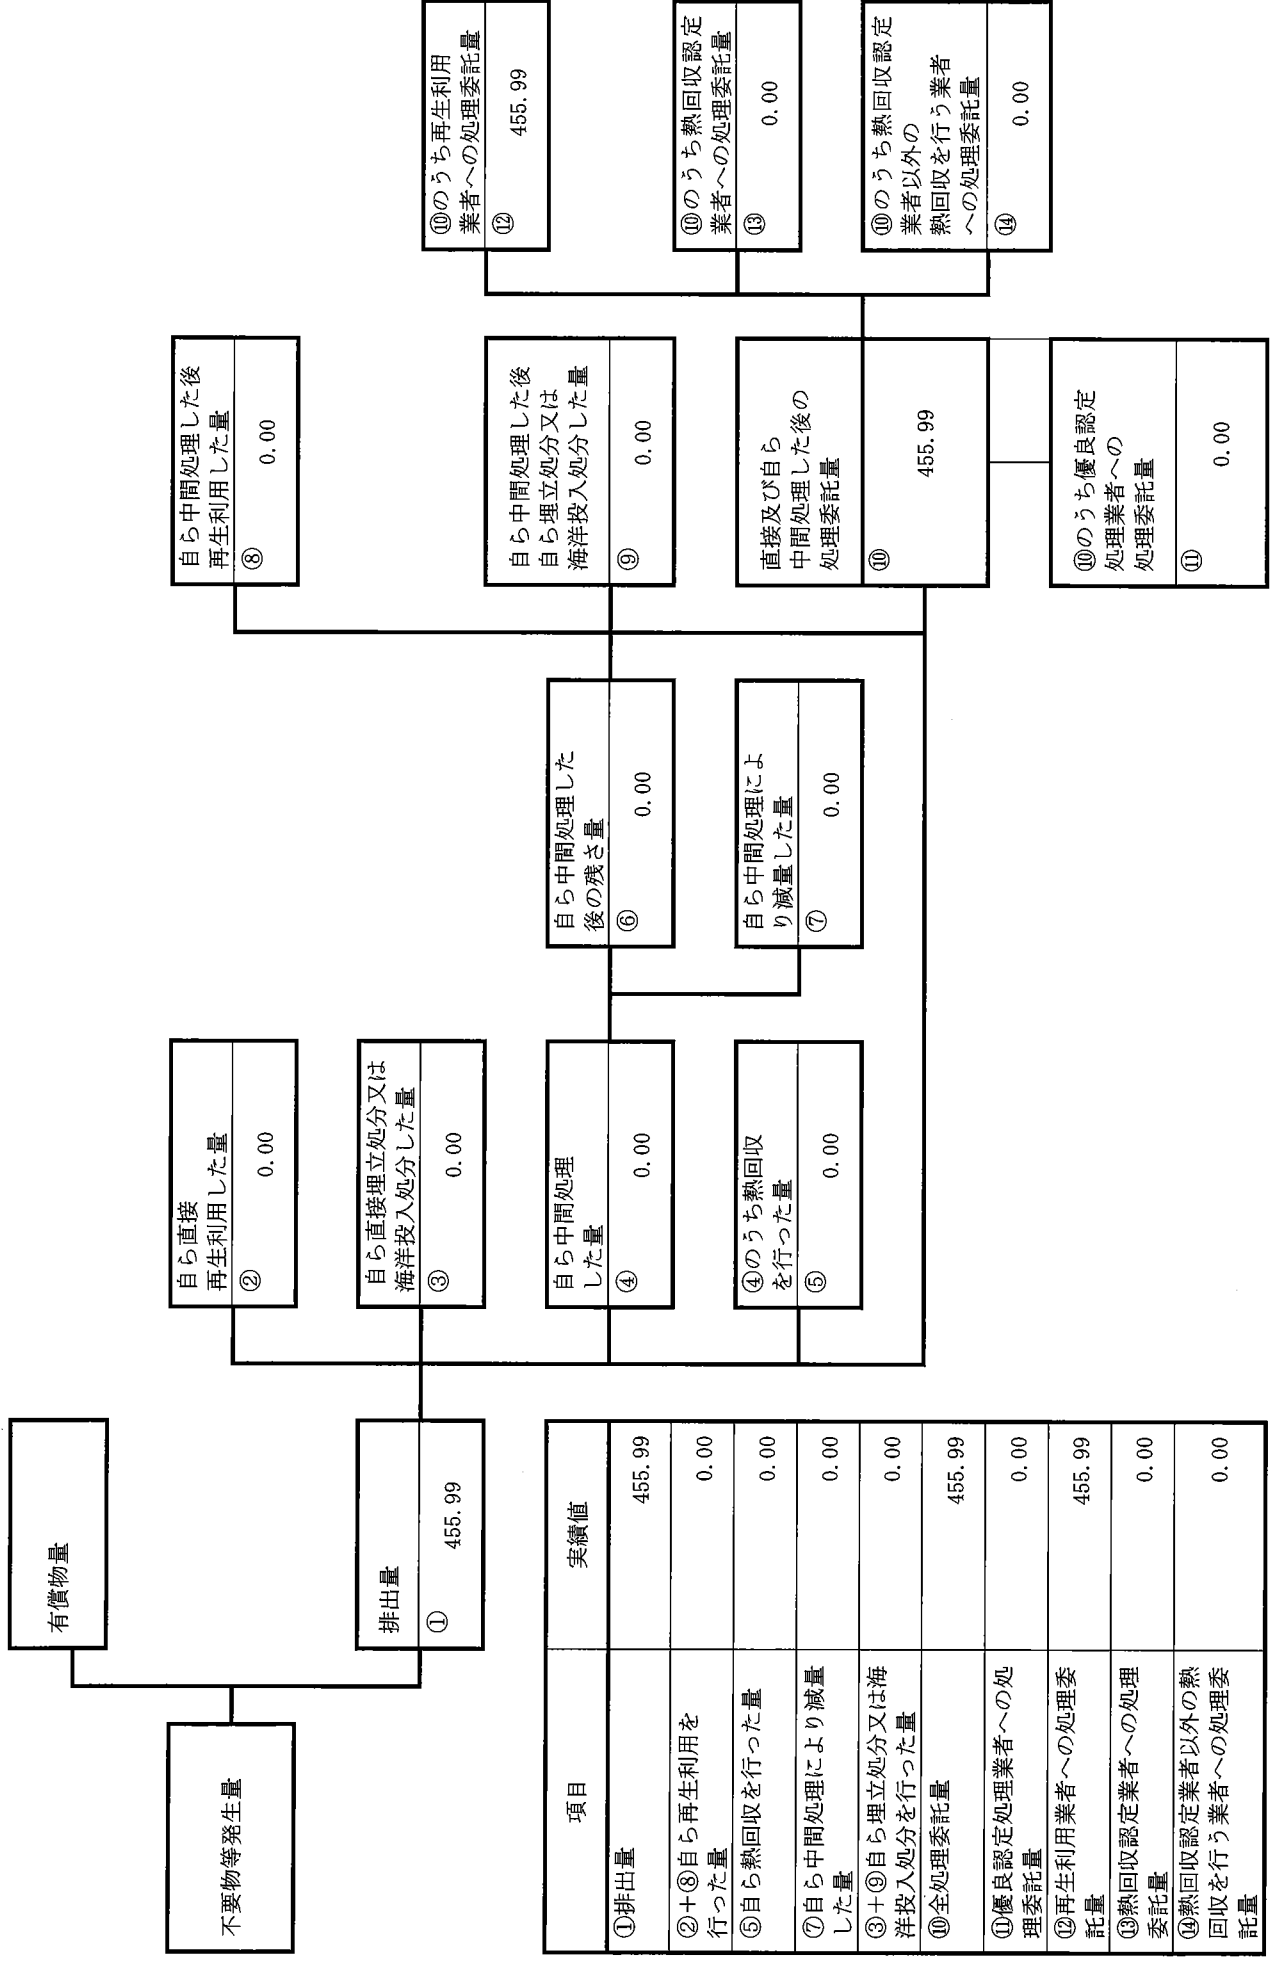 不要物等発生量
有償物量
排出量
① 455.99
自ら直接
再生利用した量
② 0.00
自ら直接埋立処分又は
海洋投入処分した量
③ 0.00
自ら中間処理
した量
④ 0.00
④のうち熱回収
を行った量
⑤ 0.00
自ら中間処理した
後の残さ量
⑥ 0.00
自ら中間処理によ
り減量した量
⑦ 0.00
自ら中間処理した後
再生利用した量
⑧ 0.00
自ら中間処理した後
自ら埋立処分又は
海洋投入処分した量
⑨ 0.00
直接及び自ら
中間処理した後の
処理委託量
⑩ 455.99
⑩のうち優良認定
処理業者への
処理委託量
⑪ 0.00
⑩のうち再生利用
業者への処理委託量
⑫ 455.99
⑩のうち熱回収認定
業者への処理委託量
⑬ 0.00
⑩のうち熱回収認定
業者以外の
熱回収を行う業者
への処理委託量
⑭ 0.00
項目 実績値
①排出量 455.99
②+⑧自ら再生利用を
行った量 0.00
⑤自ら熱回収を行った量 0.00
⑦自ら中間処理により減量
した量 0.00
③+⑨自ら埋立処分又は海
洋投入処分を行った量 0.00
⑩全処理委託量 455.99
⑪優良認定処理業者への処
理委託量 0.00
⑫再生利用業者への処理委
託量 455.99
⑬熱回収認定業者への処理
委託量 0.00
⑭熱回収認定業者以外の熱
回収を行う業者への処理委
託量 0.00